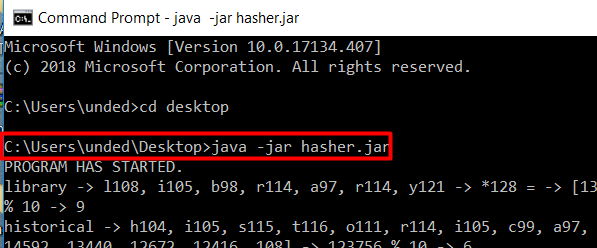 Command Prompt - java  -jar hasher.jar
Microsoft Windows [Version 10.0.17134.407]
(c) 2018 Microsoft Corporation. All rights reserved.
C:\Users\unded>cd desktop
C:\Users\unded\Desktop>java -jar hasher.jar
PROGRAM HAS STARTED.
library -> l108, i105, b98, r114, a97, r114, y121 -> *128 = -> [13
% 10 -> 9
historical -> h104, i105, s115, t116, o111, r114, i105, c99, a97,
14592, 13440, 12672, 12416, 108] -> 123756 % 10 -> 6